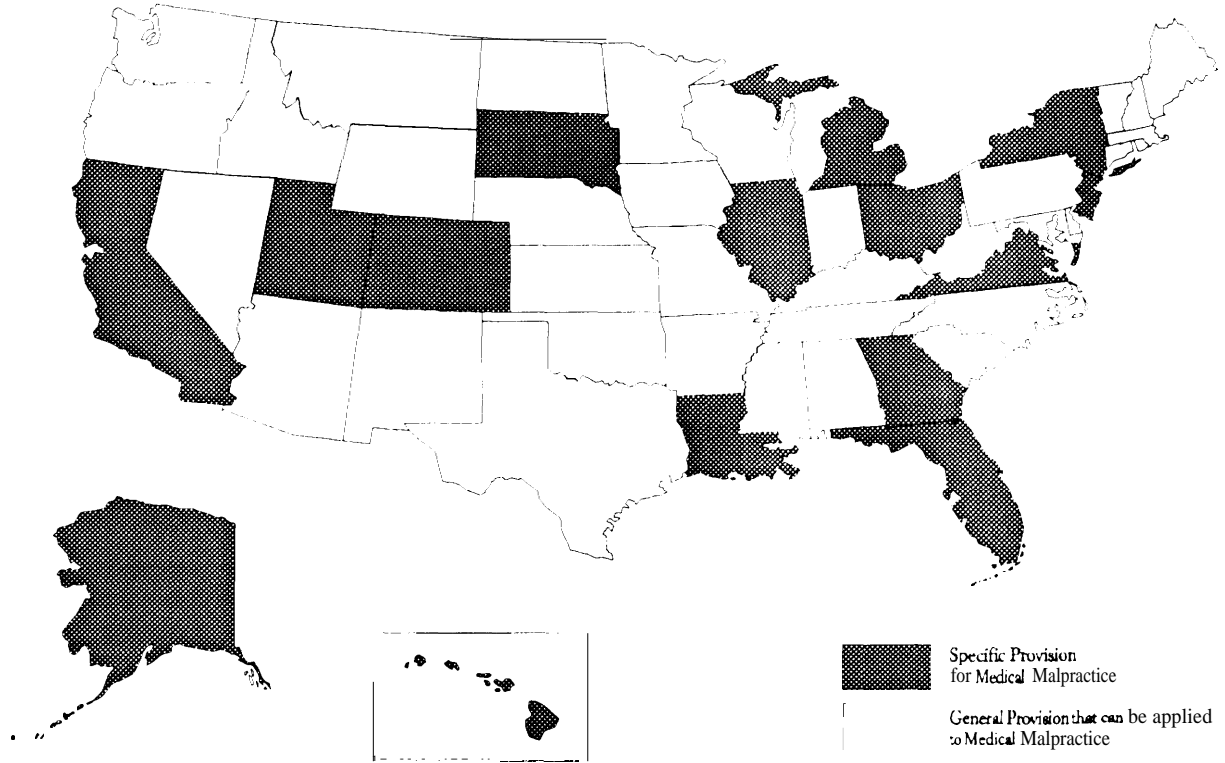 Specific Provision
for Medical Malpractice
General Provision that can be applied
to Medical Malpractice